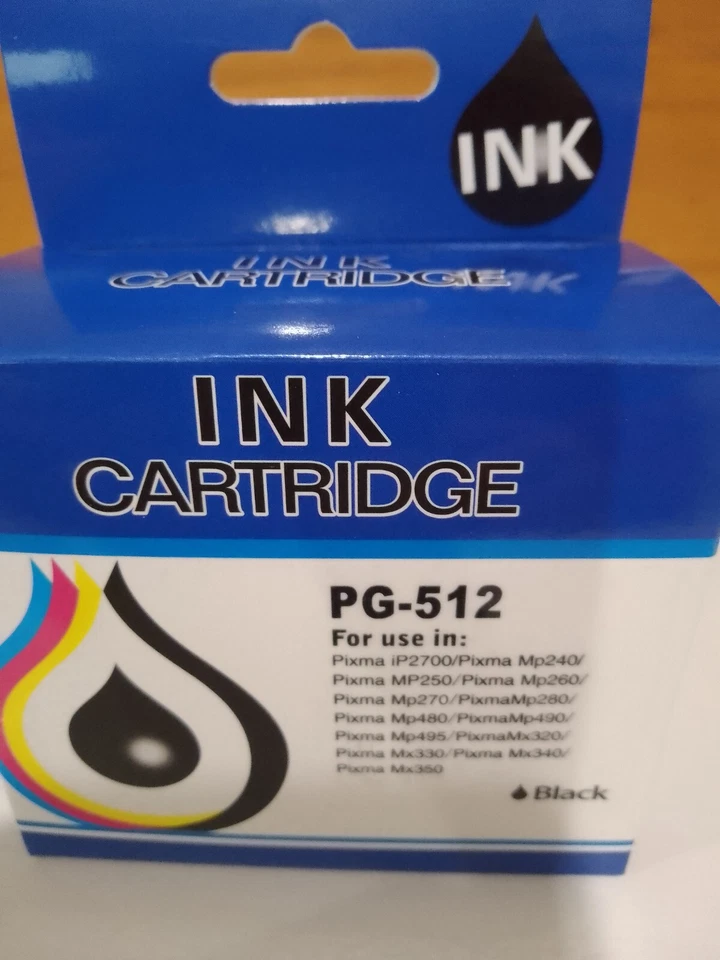 INK
INK
CARTRIDGE
INK
CARTRIDGE
PG-512
For use in:
Pixma iP2700/Pixma Mp240/
Pixma MP250/Pixma Mp260/
Pixma Mp270/PixmaMp280/
Pixma Mp480/PixmaMp490/
Pixma Mp495/PixmaMx320/
Pixma Mx330/Pixma Mx340/
Pixma Mx350
Black